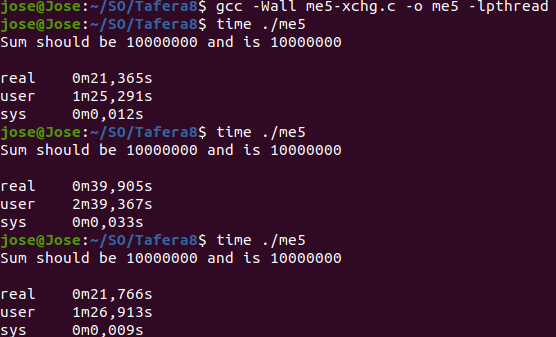 jose@Jose:~/SO/Tafera8$ gcc -Wall me5-xchg.c -o me5 -lpthread
jose@Jose:~/SO/Tafera8$ time ./me5
Sum should be 10000000 and is 10000000
real 0m21,365s
user 1m25,291s
sys 0m0,012s
jose@Jose:~/SO/Tafera8$ time ./me5
Sum should be 10000000 and is 10000000
real 0m39,905s
user 2m39,367s
sys 0m0,033s
jose@Jose:~/SO/Tafera8$ time ./me5
Sum should be 10000000 and is 10000000
real 0m21,766s
user 1m26,913s
sys 0m0,009s